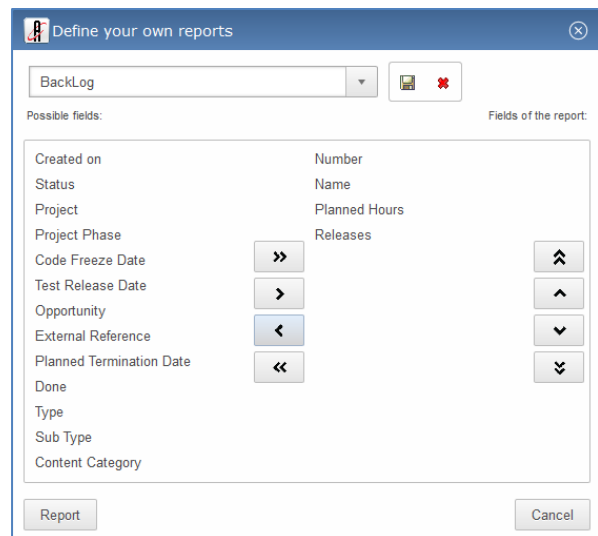 Define your own reports
BackLog
Possible fields:
Fields of the report:
Created on
Status
Project
Project Phase
Code Freeze Date
Test Release Date
Opportunity
External Reference
Planned Termination Date
Done
Type
Sub Type
Content Category
Number
Name
Planned Hours
Releases
Report
Cancel